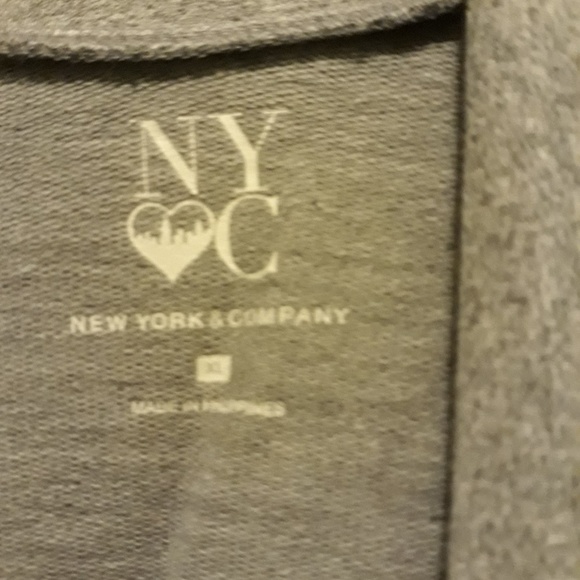 NY
C
NEW YORK & COMPANY
XL
MADE IN PHILIPPINES